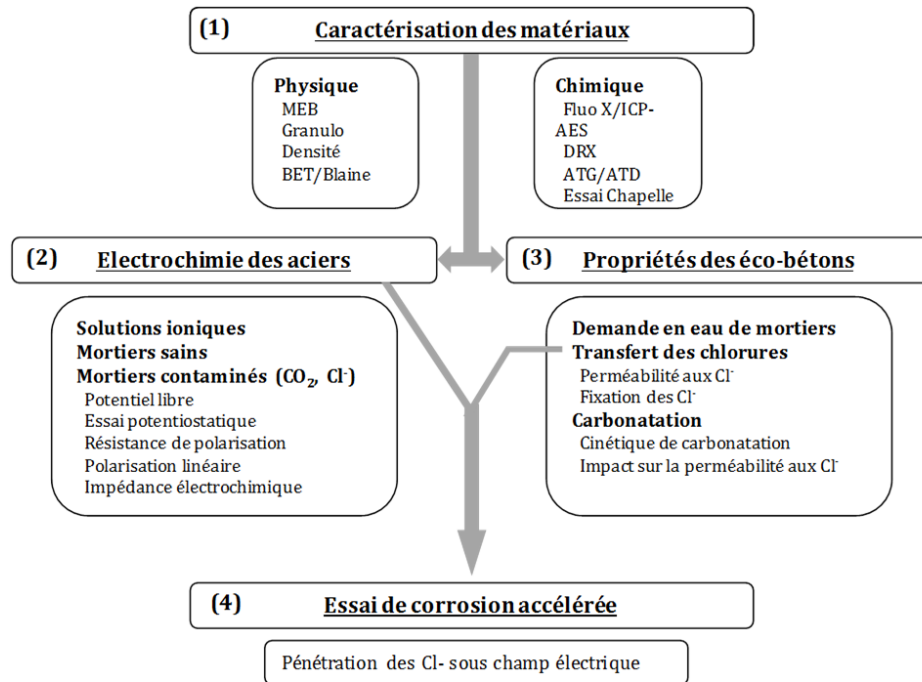 (1) Caractérisation des matériaux
Physique
MEB
Granulo
Densité
BET/Blaine
Chimique
Fluo X/ICP-
AES
DRX
ATG/ATD
Essai Chapelle
(2) Electrochimie des aciers
(3) Propriétés des éco-bétons
Solutions ioniques
Mortiers sains
Mortiers contaminés (CO₂, Cl⁻)
Potentiel libre
Essai potentiostatique
Résistance de polarisation
Polarisation linéaire
Impédance électrochimique
Demande en eau de mortiers
Transfert des chlorures
Perméabilité aux Cl⁻
Fixation des Cl⁻
Carbonatation
Cinétique de carbonatation
Impact sur la perméabilité aux Cl⁻
(4) Essai de corrosion accélérée
Pénétration des Cl- sous champ électrique